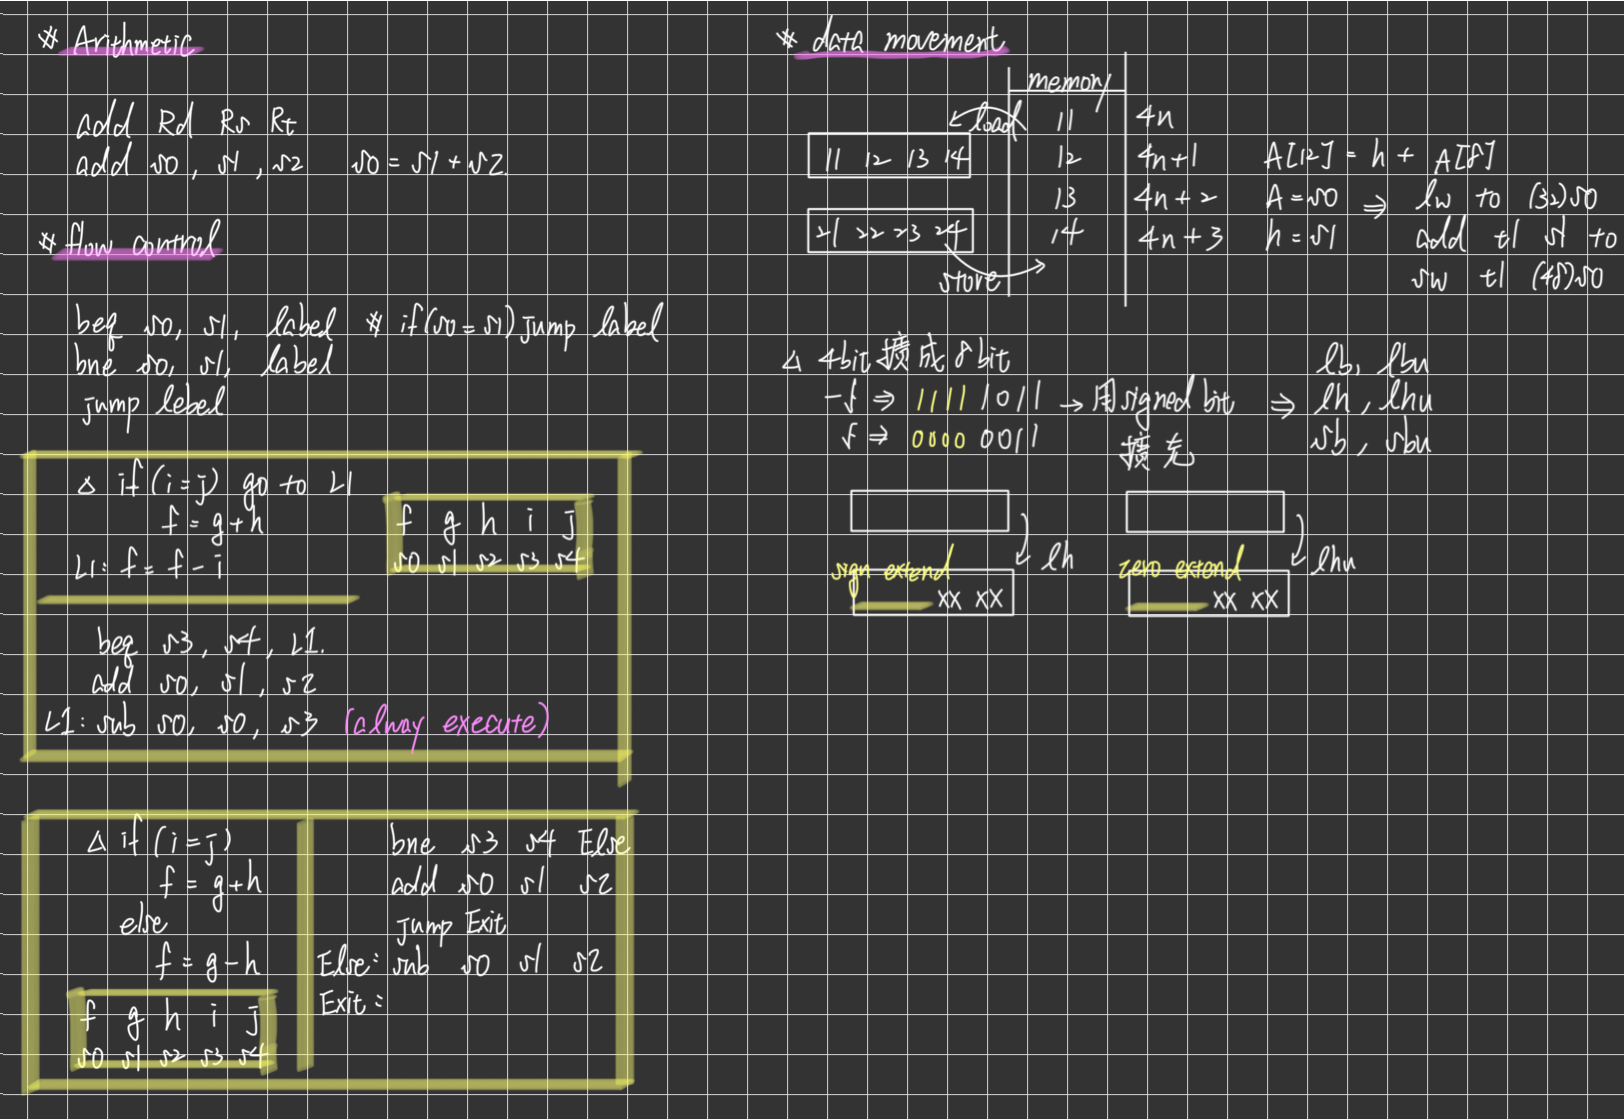 * Arithmetic
add Rd Rs Rt
add s0, s1, s2 s0 = s1 + s2.
* flow control
beq s0, s1, label * if(s0 = s1) jump label
bne s0, s1, label
jump lebel
△ if (i = j) go to L1
f = g + h
L1: f = f - i
f g h i j
s0 s1 s2 s3 s4
beq s3, s4, L1.
add s0, s1, s2
L1: sub s0, s0, s3 (alway execute)
△ if (i = j)
f = g + h
else
f = g - h
f g h i j
s0 s1 s2 s3 s4
bne s3 s4 Else
add s0 s1 s2
jump Exit
Else: sub s0 s1 s2
Exit:
* data movement
memory
load
11 12 13 14
21 22 23 24
store
11 4n
12 4n+1
13 4n+2
14 4n+3
A[12] = h + A[8]
A = s0 ⇒ lw t0 (32)s0
h = s1 add t1 s1 t0
sw t1 (48)s0
△ 4bit 擴成 8bit
-5 ⇒ 1111 1011 → 用 signed bit 擴充
5 ⇒ 0000 0011
⇒ lb, lbu
lh, lhu
sb, sbu
lh
sign extend
XX XX
lhu
zero extend
XX XX